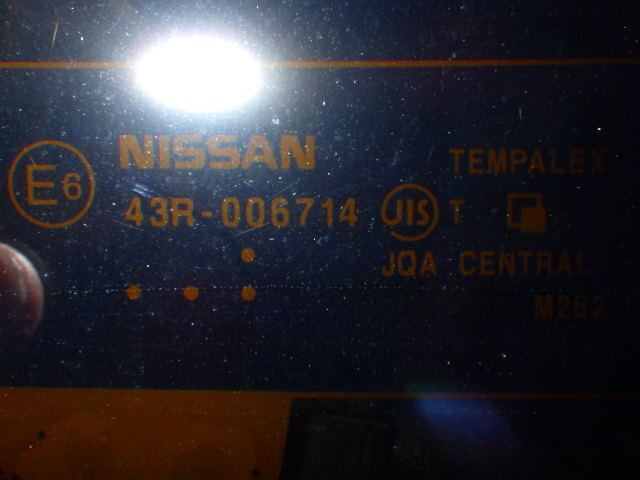 NISSAN TEMPALEX
E6 43R-006714 JIS T
JQA CENTRAL
M262